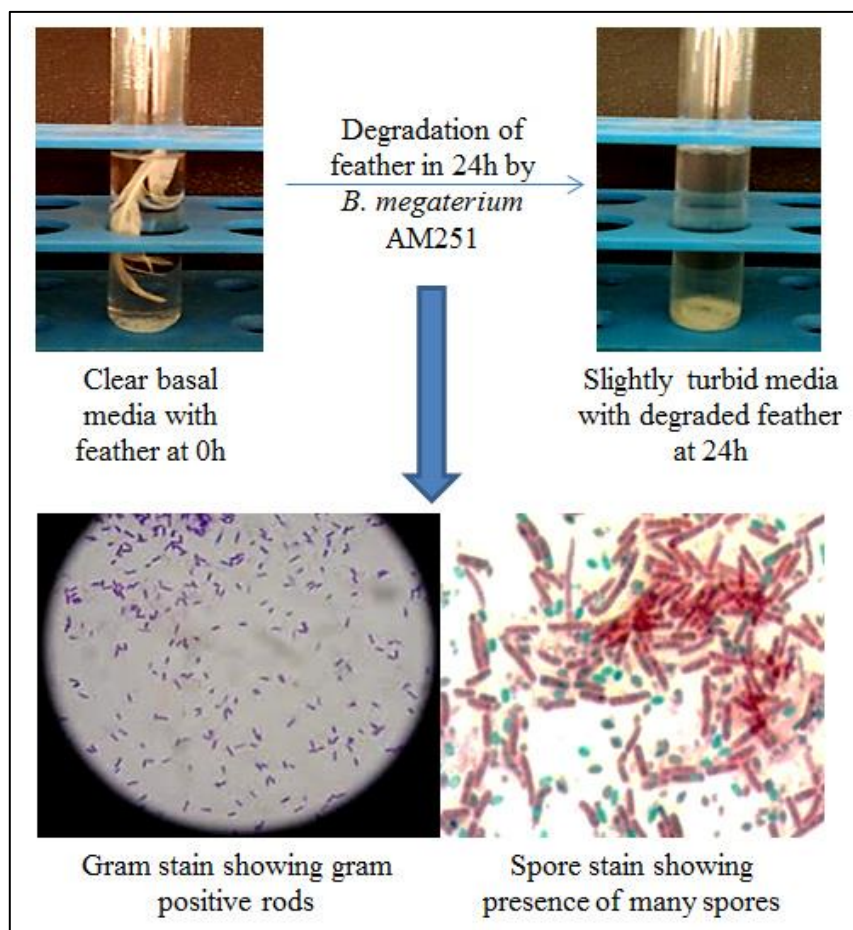 Degradation of
feather in 24h by
B. megaterium
AM251
Clear basal
media with
feather at 0h
Slightly turbid media
with degraded feather
at 24h
Gram stain showing gram
positive rods
Spore stain showing
presence of many spores